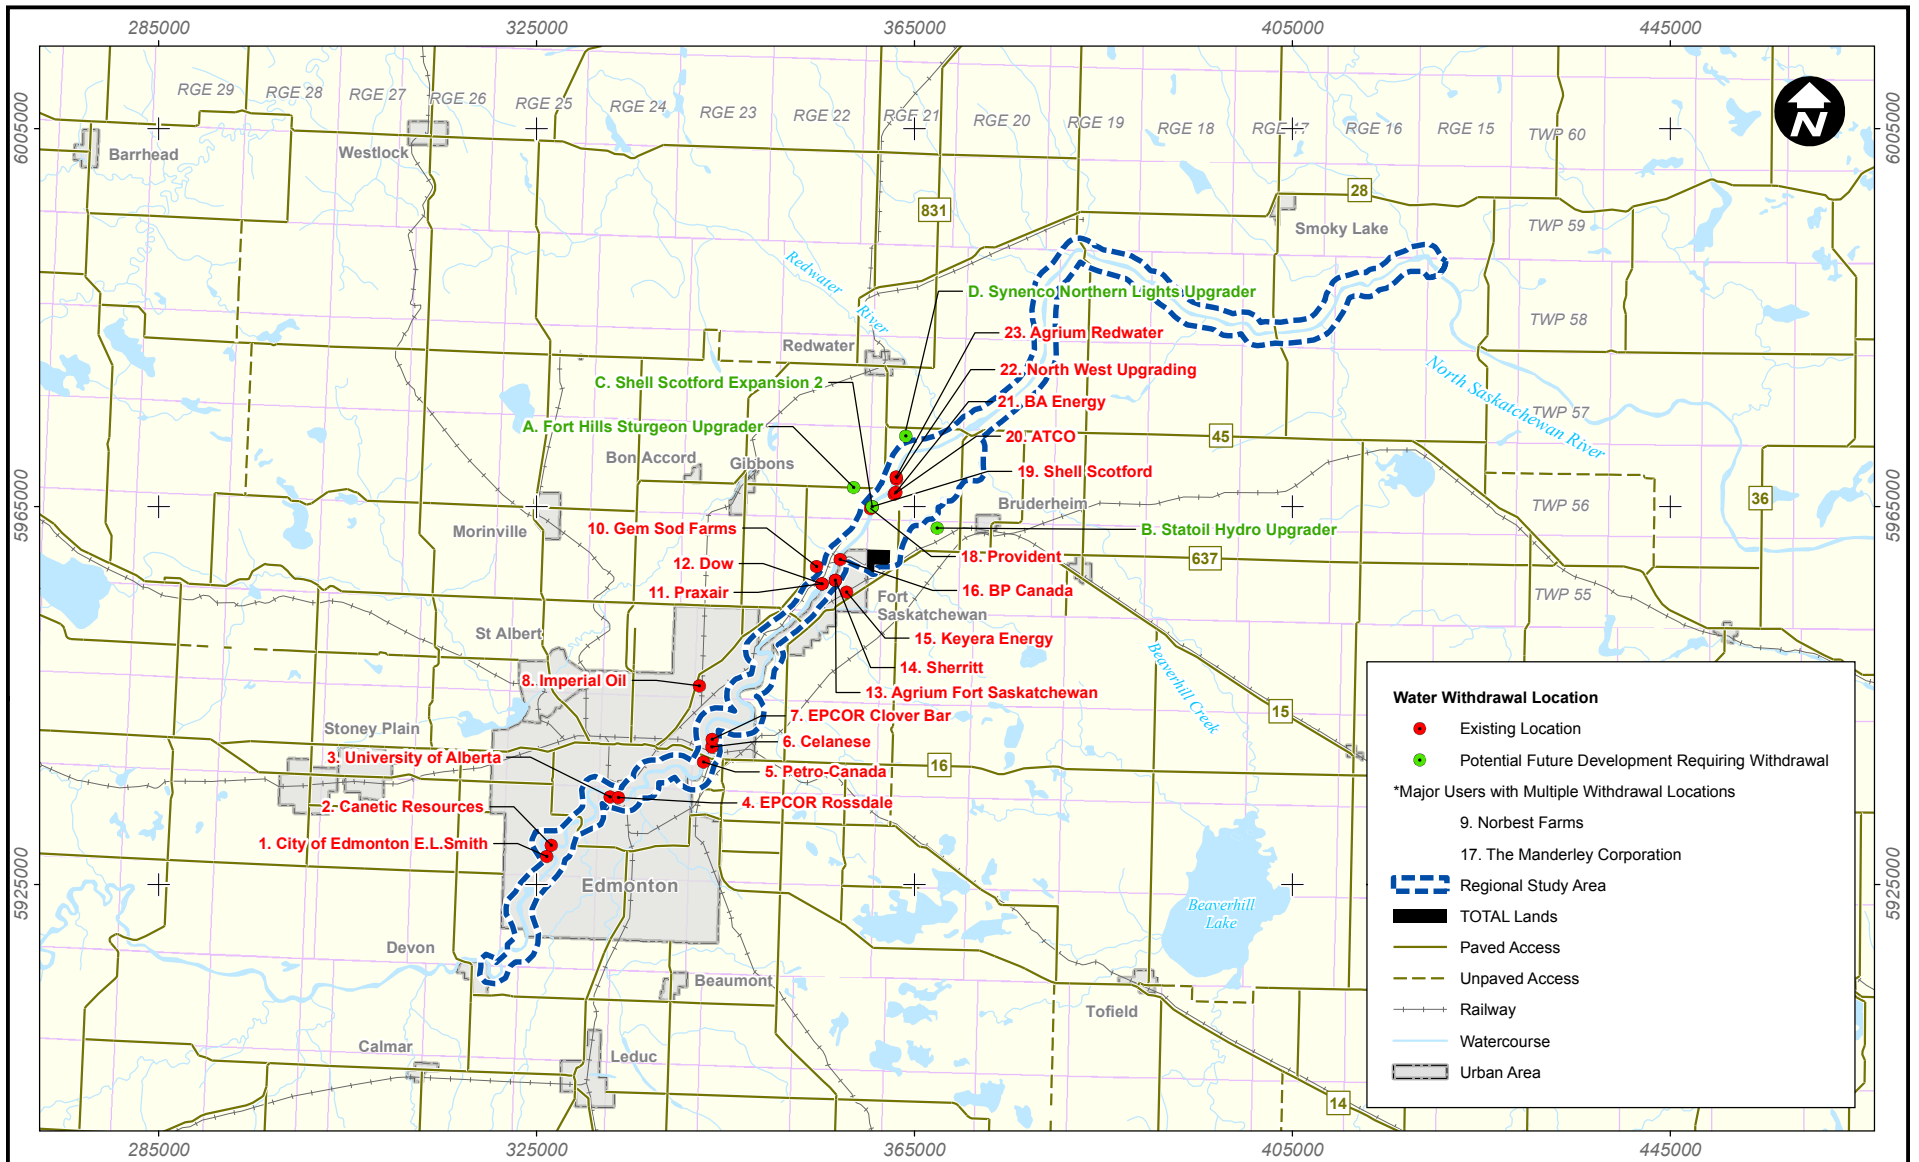 285000
325000
365000
405000
445000
RGE 29
RGE 28
RGE 27
RGE 26
RGE 25
RGE 24
RGE 23
RGE 22
RGE 21
RGE 20
RGE 19
RGE 18
RGE 17
RGE 16
RGE 15
TWP 60
6005000
6005000
N
Barrhead
Westlock
28
831
Smoky Lake
TWP 59
Redwater
River
D. Synenco Northern Lights Upgrader
TWP 58
23. Agrium Redwater
Redwater
22. North West Upgrading
C. Shell Scotford Expansion 2
North Saskatchewan River
21. BA Energy
TWP 57
A. Fort Hills Sturgeon Upgrader
20. ATCO
45
Bon Accord
Gibbons
19. Shell Scotford
36
5965000
5965000
Bruderheim
TWP 56
Morinville
10. Gem Sod Farms
B. Statoil Hydro Upgrader
18. Provident
637
12. Dow
11. Praxair
16. BP Canada
TWP 55
Fort
Saskatchewan
St Albert
15. Keyera Energy
14. Sherritt
Beaverhill Creek
8. Imperial Oil
13. Agrium Fort Saskatchewan
15
7. EPCOR Clover Bar
Stoney Plain
6. Celanese
3. University of Alberta
16
5. Petro-Canada
4. EPCOR Rossdale
2. Canetic Resources
1. City of Edmonton E.L.Smith
5925000
5925000
Edmonton
Beaverhill
Lake
Devon
Beaumont
Tofield
Calmar
Leduc
14
Water Withdrawal Location
Existing Location
Potential Future Development Requiring Withdrawal
*Major Users with Multiple Withdrawal Locations
9. Norbest Farms
17. The Manderley Corporation
Regional Study Area
TOTAL Lands
Paved Access
Unpaved Access
Railway
Watercourse
Urban Area
285000
325000
365000
405000
445000